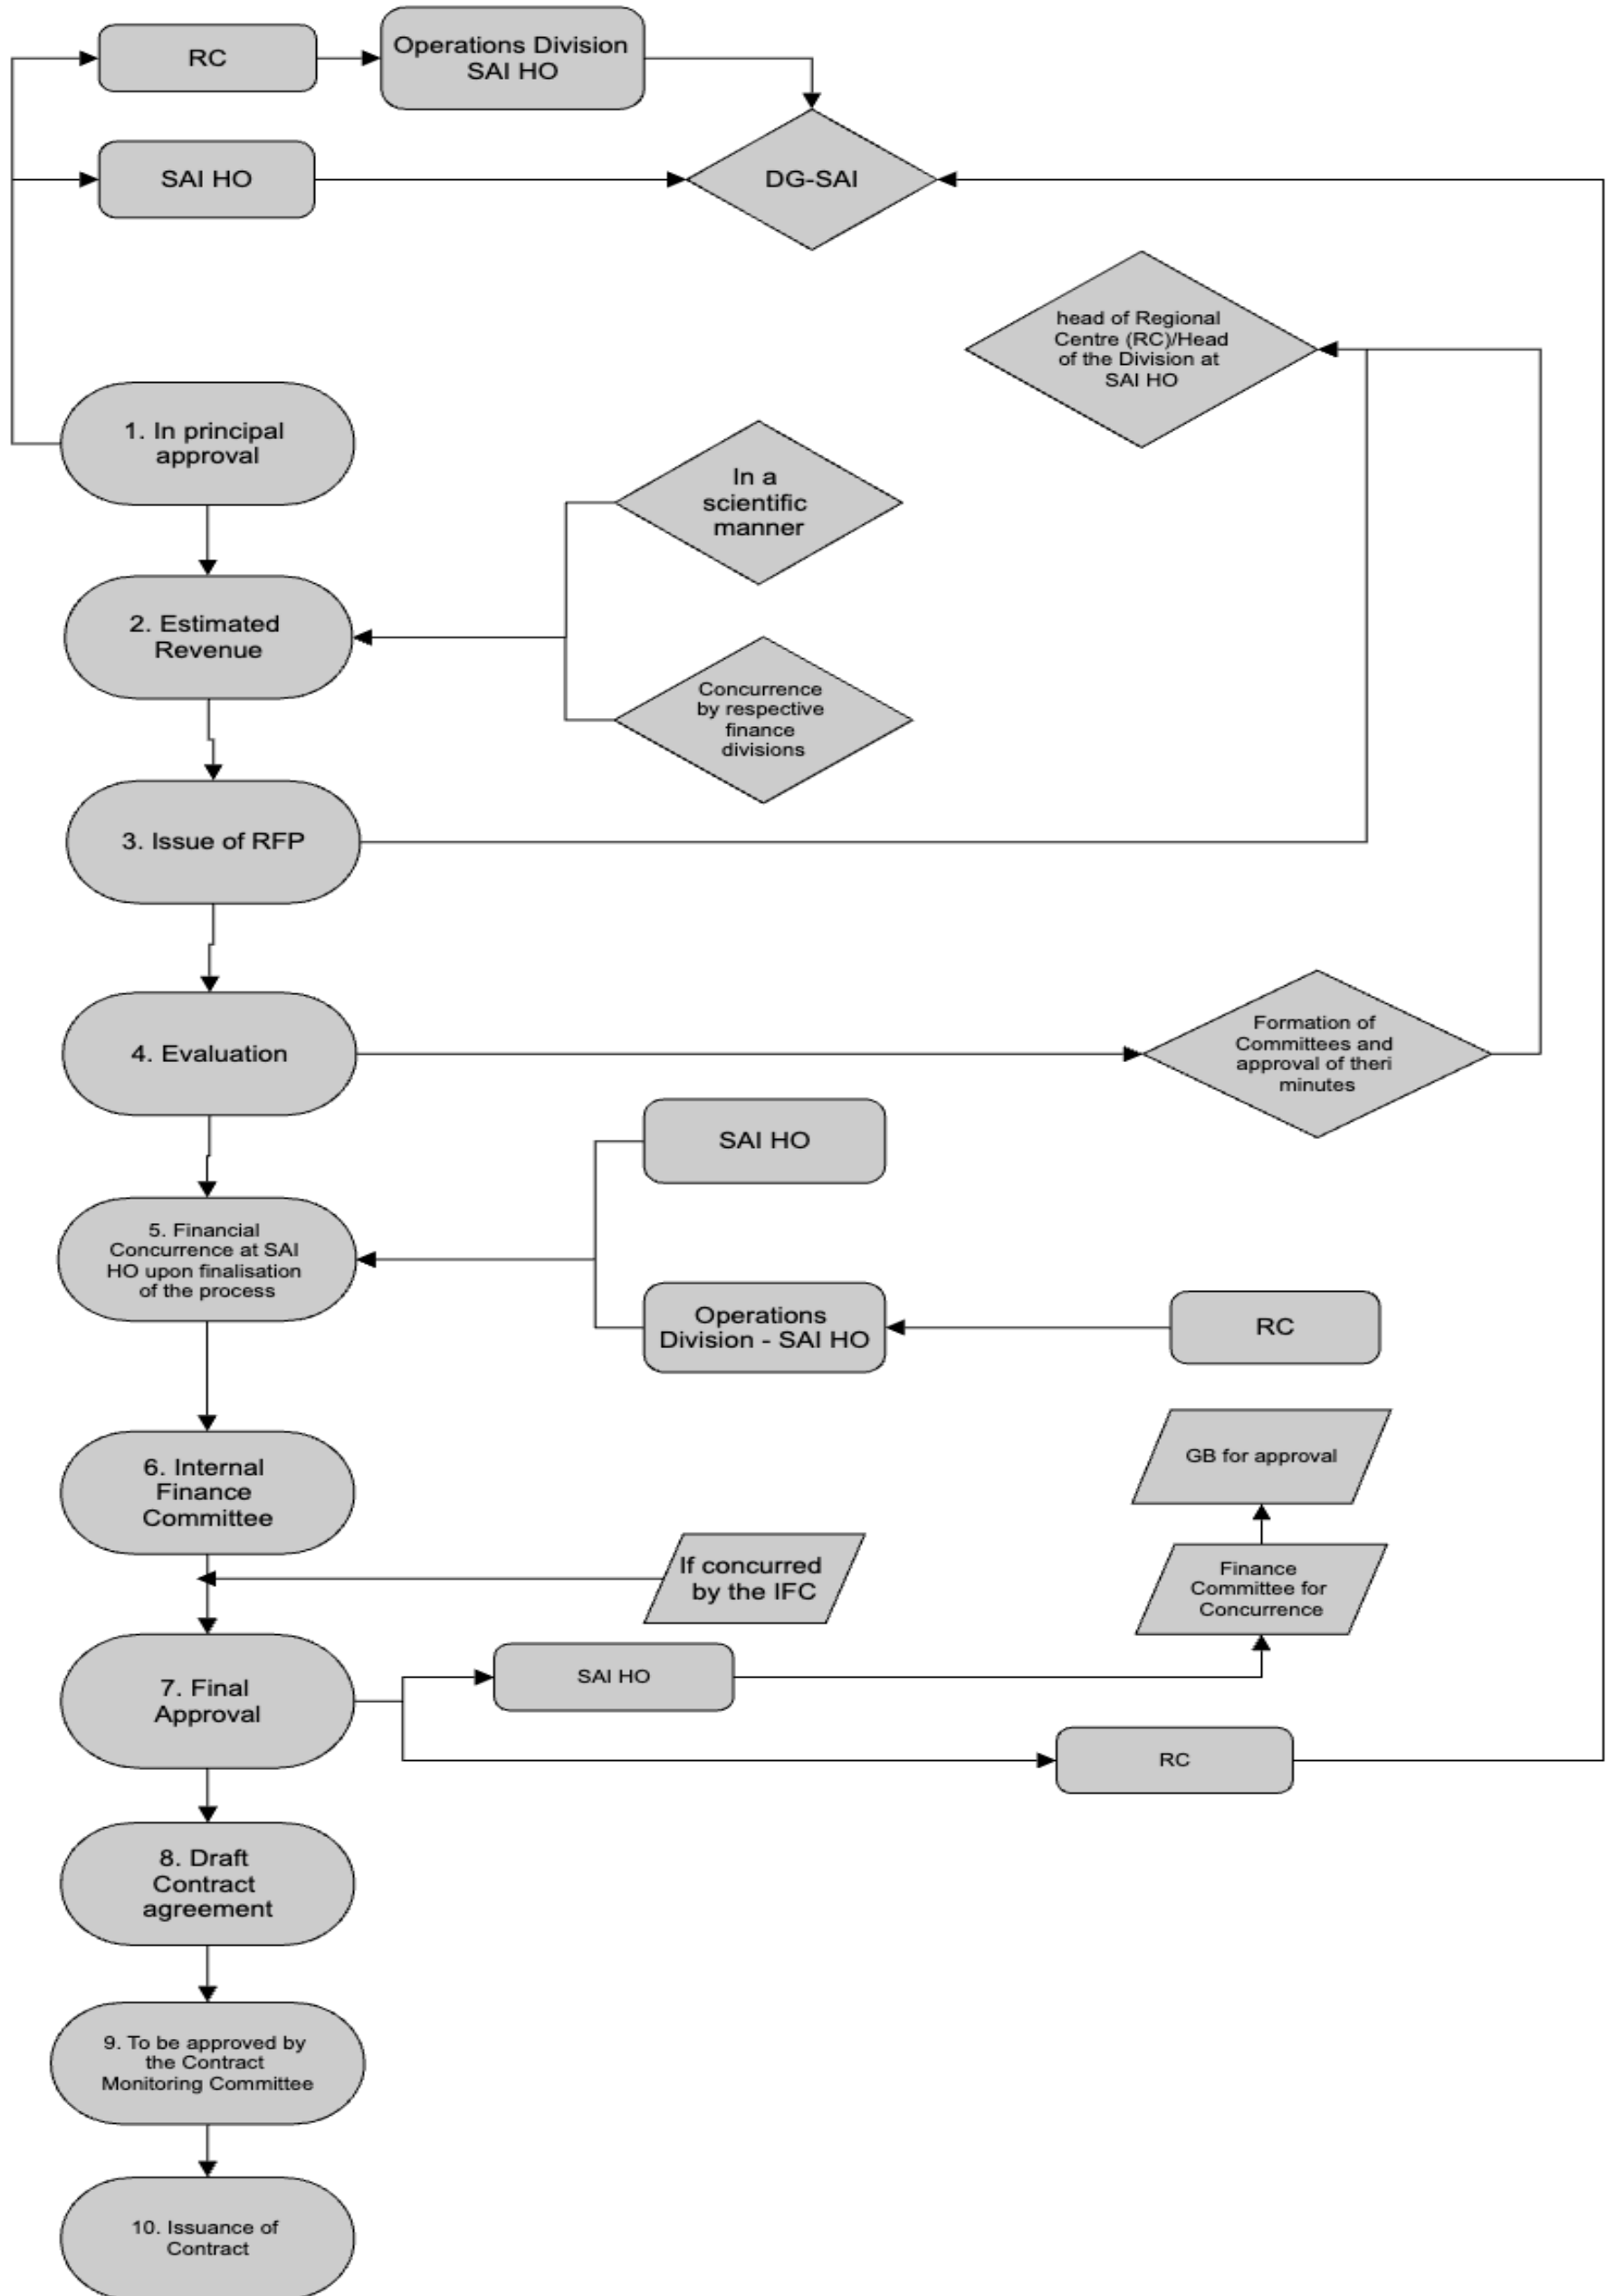 RC
Operations Division
SAI HO
SAI HO
DG-SAI
head of Regional
Centre (RC)/Head
of the Division at
SAI HO
1. In principal
approval
In a
scientific
manner
2. Estimated
Revenue
Concurrence
by respective
finance
divisions
3. Issue of RFP
4. Evaluation
Formation of
Committees and
approval of theri
minutes
SAI HO
5. Financial
Concurrence at SAI
HO upon finalisation
of the process
Operations
Division - SAI HO
RC
GB for approval
6. Internal
Finance
Committee
If concurred
by the IFC
Finance
Committee for
Concurrence
7. Final
Approval
SAI HO
RC
8. Draft
Contract
agreement
9. To be approved by
the Contract
Monitoring Committee
10. Issuance of
Contract